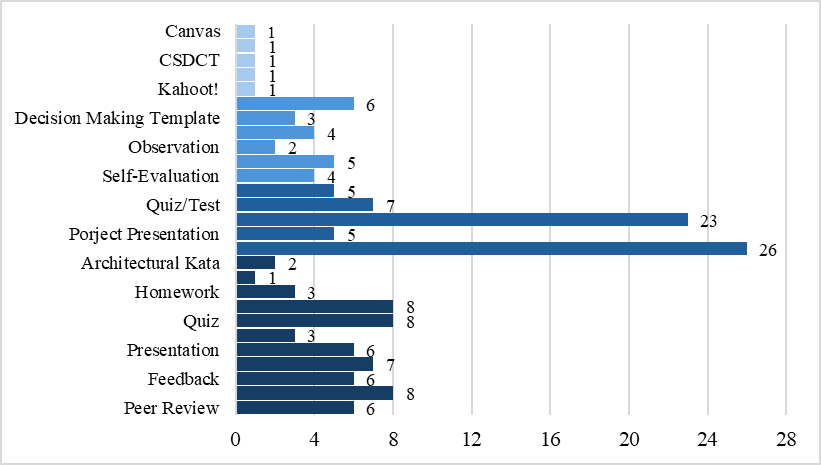 Canvas 1
1
CSDCT 1
1
Kahoot! 1
6
Decision Making Template 3
4
Observation 2
5
Self-Evaluation 4
5
Quiz/Test 7
23
Porject Presentation 5
26
Architectural Kata 2
1
Homework 3
8
Quiz 8
3
Presentation 6
7
Feedback 6
8
Peer Review 6
0 4 8 12 16 20 24 28